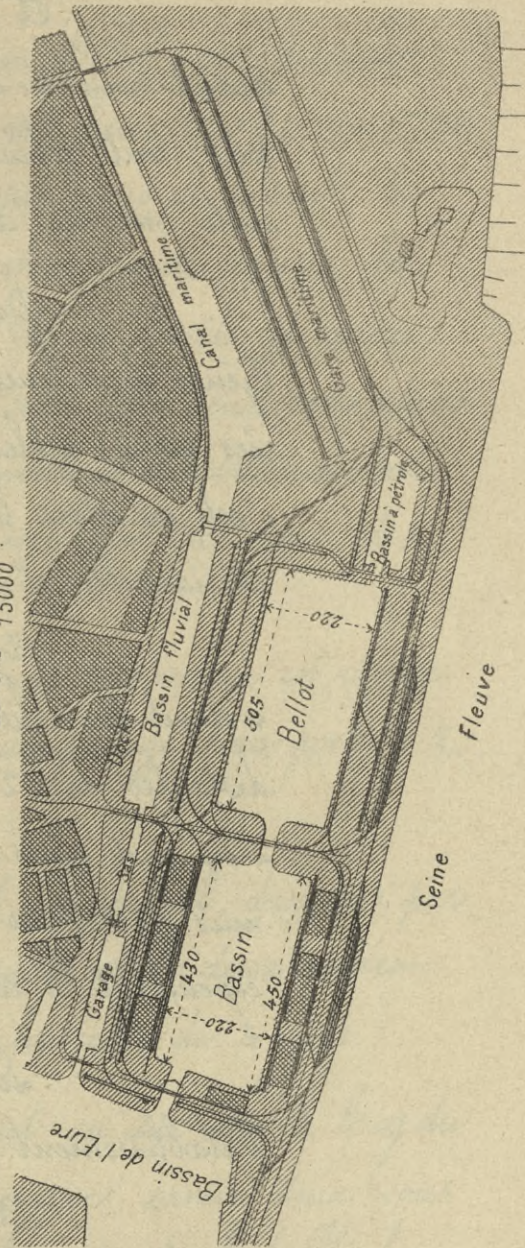 15000
Canal maritime
Gare maritime
Bassin à pétrole
Bassin fluvial
Docks
220
505
Bellot
Fleuve
Seine
Garage
Sas
430
Bassin
220
450
Bassin de l'Eure